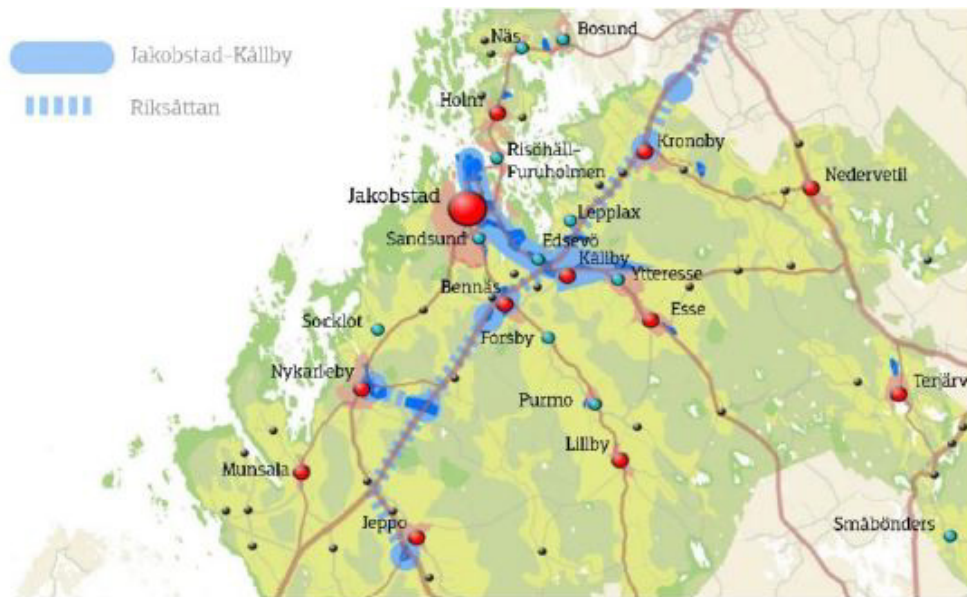 Jakobstad-Kållby
Riksåttan
Näs
Bosund
Holm
Risöhäll-
Furuholmen
Kronoby
Nedervetil
Jakobstad
Lepplax
Sandsund
Edsevö
Kållby
Ytteresse
Bennäs
Esse
Socklot
Forsby
Nykarleby
Purmo
Terjärv
Munsala
Lillby
Jeppo
Småbönders